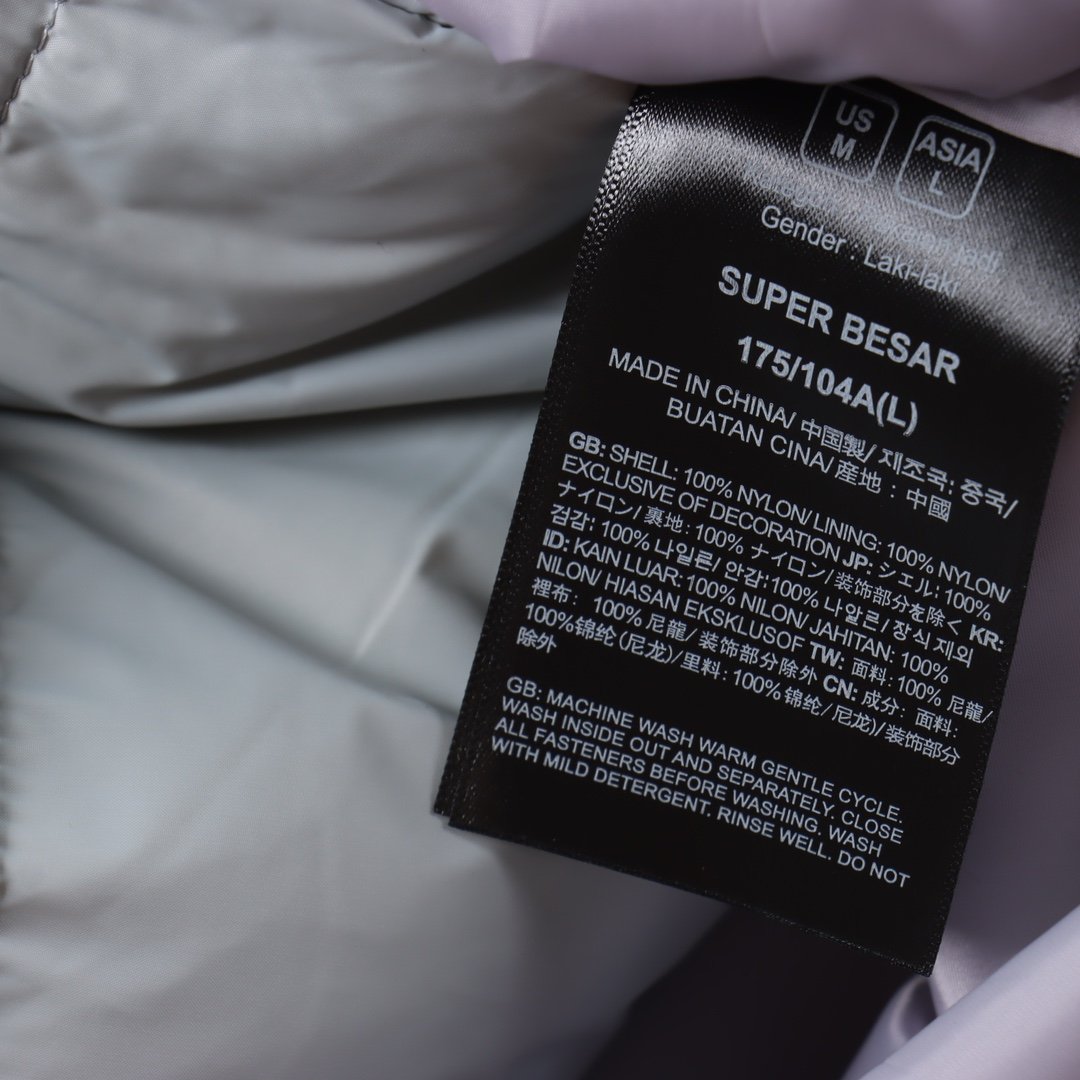 US
M
ASIA
L
Gender : Laki-laki
SUPER BESAR
175/104A(L)
MADE IN CHINA/ 中国製/ 제조국: 중국/
BUATAN CINA/ 産地 : 中國
GB: SHELL: 100% NYLON/ LINING: 100% NYLON/
EXCLUSIVE OF DECORATION JP: シェル: 100%
ナイロン/ 裏地: 100% ナイロン/装飾部分を除く KR:
겉감: 100% 나일론/ 안감:100% 나일론/ 장식 제외
ID: KAIN LUAR:100% NILON/ JAHITAN: 100%
NILON/ HIASAN EKSKLUSOF TW: 面料: 100% 尼龍/
裡布: 100% 尼龍/ 装飾部分除外 CN: 成分: 面料:
100%锦纶(尼龙)/ 里料: 100%锦纶/尼龙)/装饰部分
除外
GB: MACHINE WASH WARM GENTLE CYCLE.
WASH INSIDE OUT AND SEPARATELY. CLOSE
ALL FASTENERS BEFORE WASHING. WASH
WITH MILD DETERGENT. RINSE WELL. DO NOT